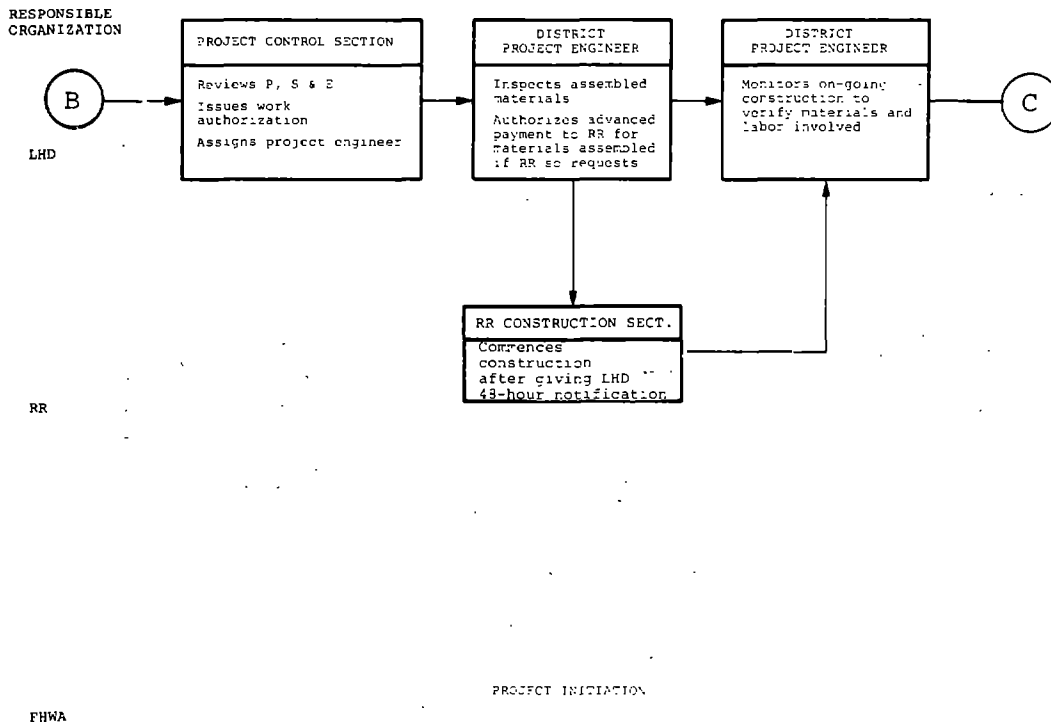 RESPONSIBLE
CRGANIZATION
B
LHD
PROJECT CONTROL SECTION
Reviews P, S & E
Issues work
authorization
Assigns project engineer
DISTRICT
PROJECT ENGINEER
Inspects assembled
materials
Authorizes advanced
payment to RR for
materials assembled
if RR so requests
DISTRICT
PROJECT ENGINEER
Monitors on-going
construction to
verify materials and
labor involved
C
RR CONSTRUCTION SECT.
Commences
construction
after giving LHD
48-hour notification
RR
PROJECT INITIATION
FHWA